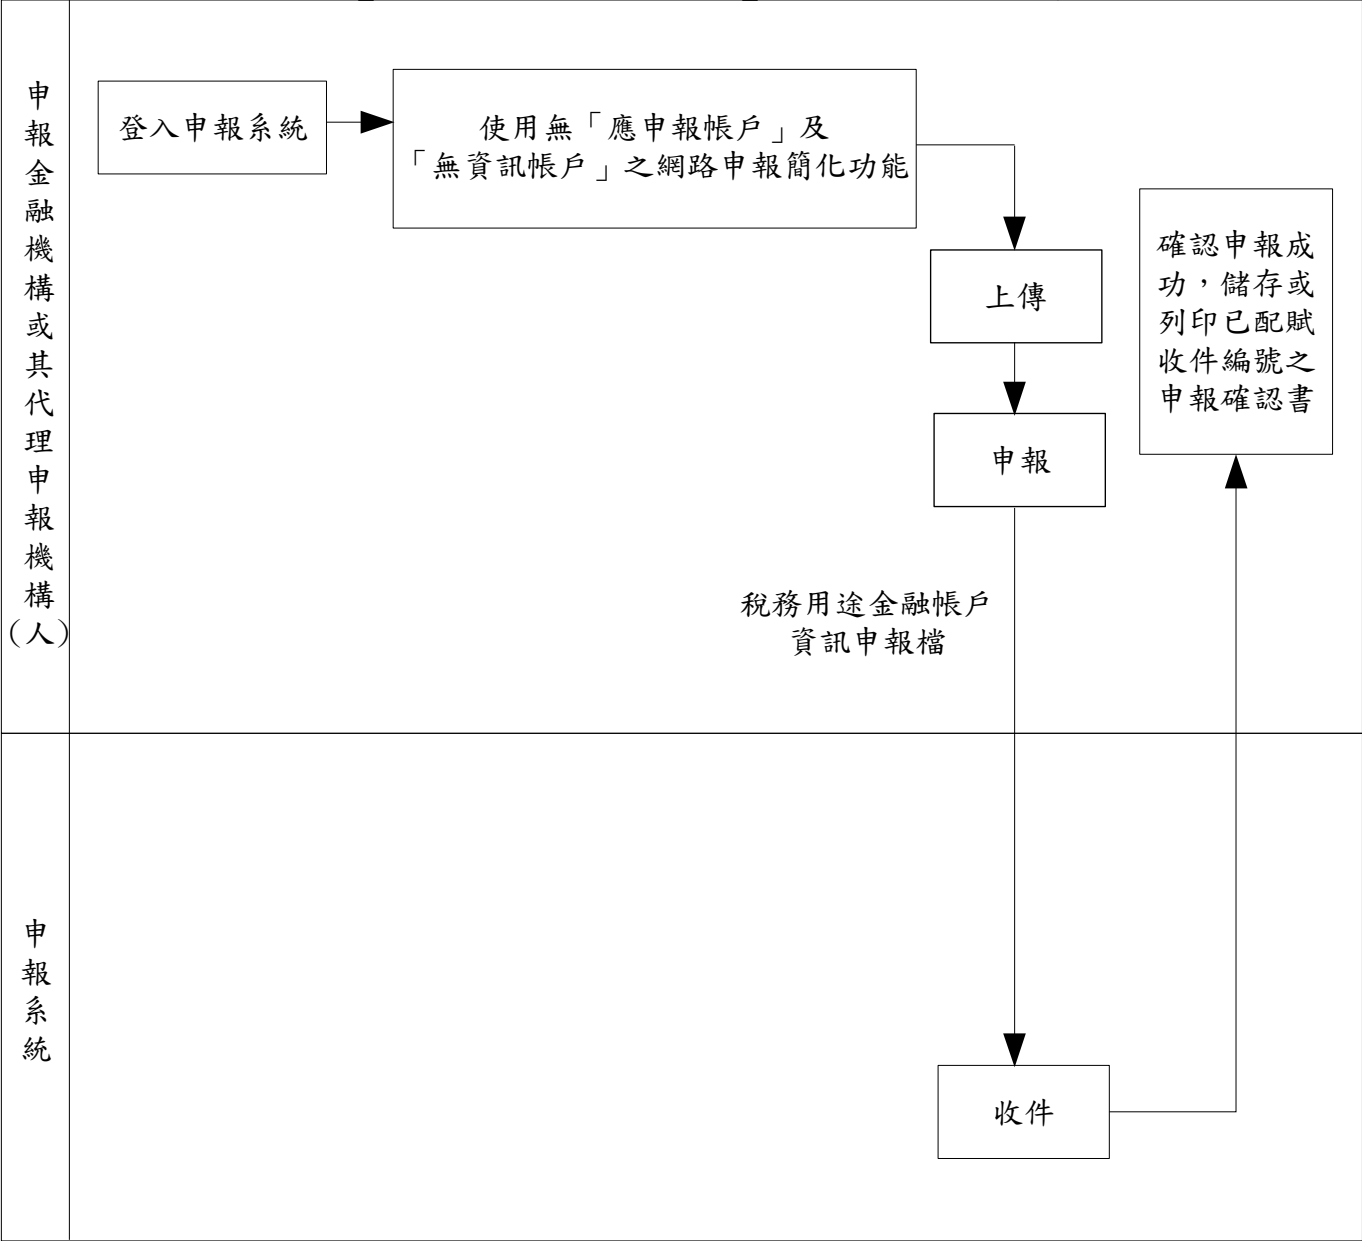 申報金融機構或其代理申報機構(人)
登入申報系統
使用無「應申報帳戶」及
「無資訊帳戶」之網路申報簡化功能
上傳
申報
確認申報成
功，儲存或
列印已配賦
收件編號之
申報確認書
稅務用途金融帳戶
資訊申報檔
申報系統
收件